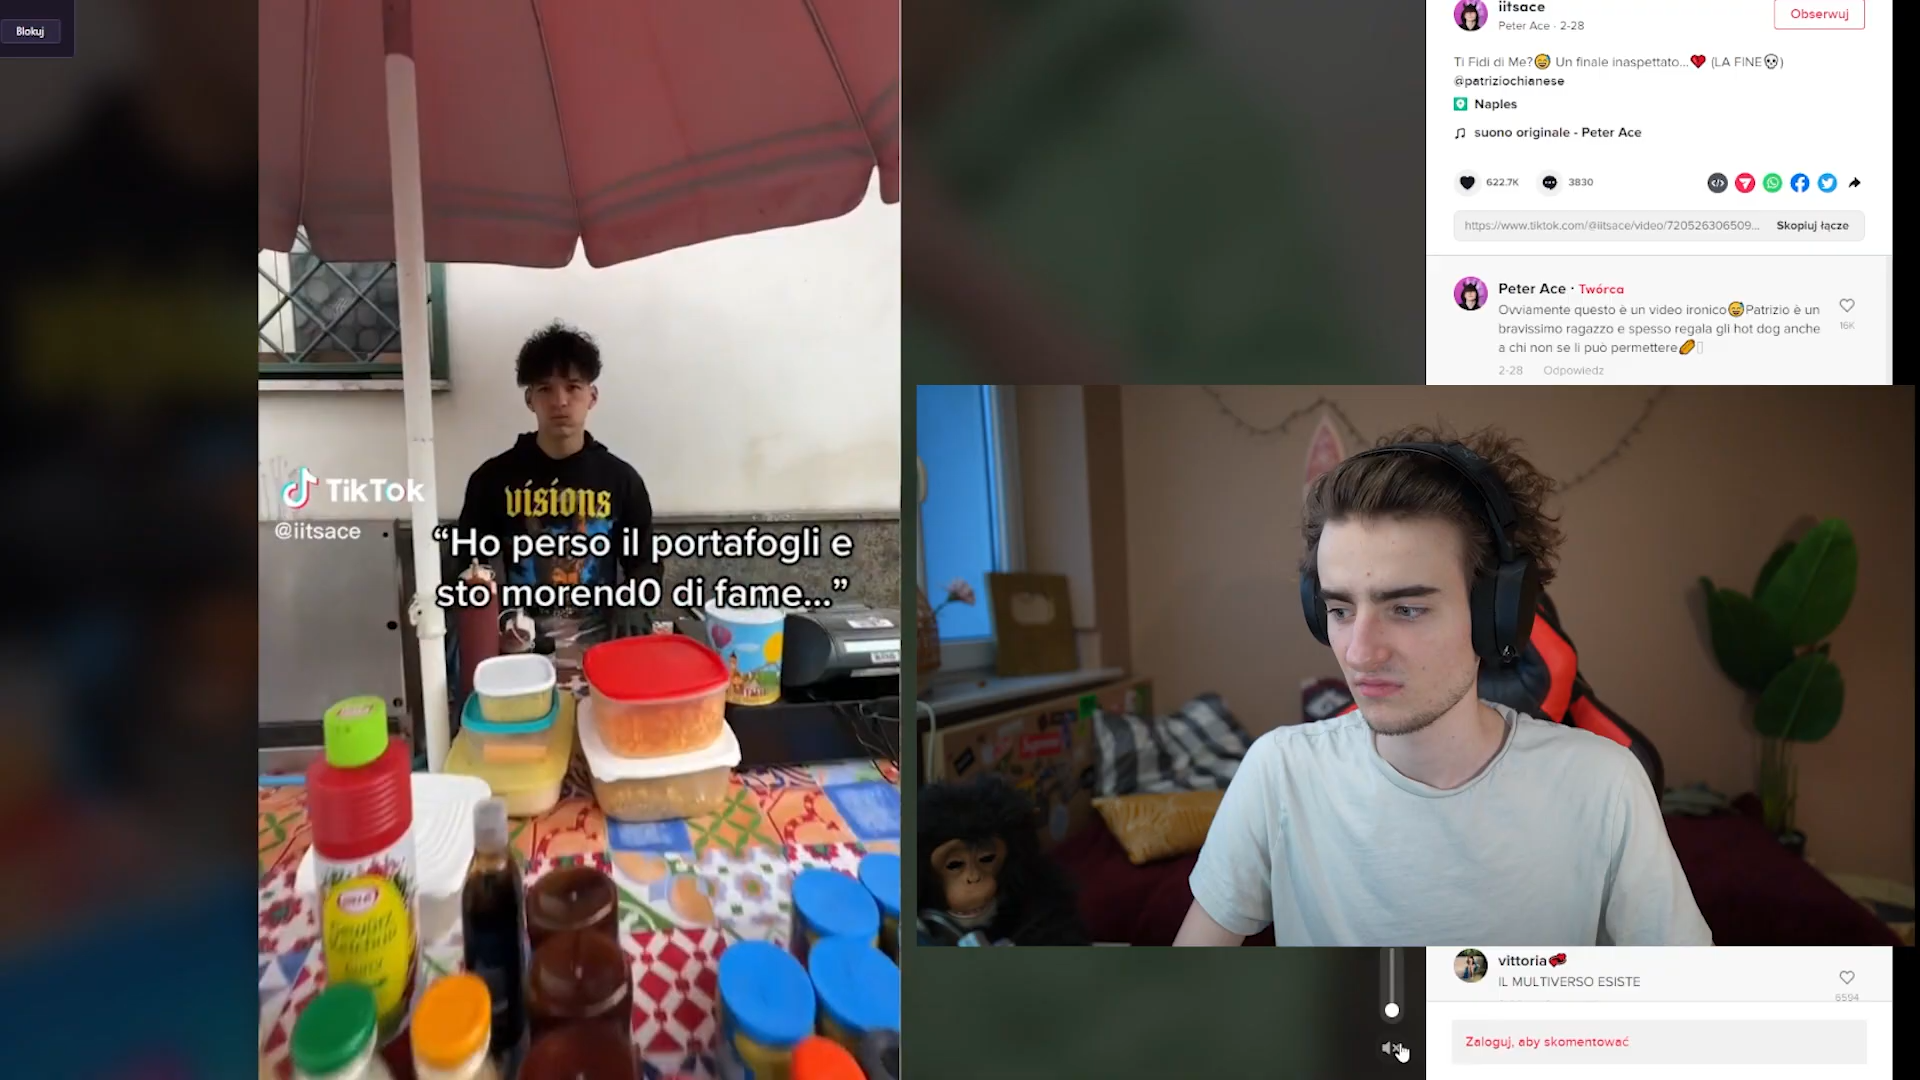 Blokuj
TikTok
@iitsace
visions
“Ho perso il portafogli e
sto morend0 di fame...”
iitsace
Peter Ace · 2-28
Obserwuj
Ti Fidi di Me?😅 Un finale inaspettato...❤️ (LA FINE💀)
@patriziochianese
Naples
suono originale - Peter Ace
622.7K
3830
https://www.tiktok.com/@iitsace/video/720526306509...
Skopiuj łącze
Peter Ace · Twórca
Ovviamente questo è un video ironico😅Patrizio è un
bravissimo ragazzo e spesso regala gli hot dog anche
a chi non se li può permettere🌭
16K
2-28 Odpowiedz
Supreme
vittoria
IL MULTIVERSO ESISTE
6594
Zaloguj, aby skomentować